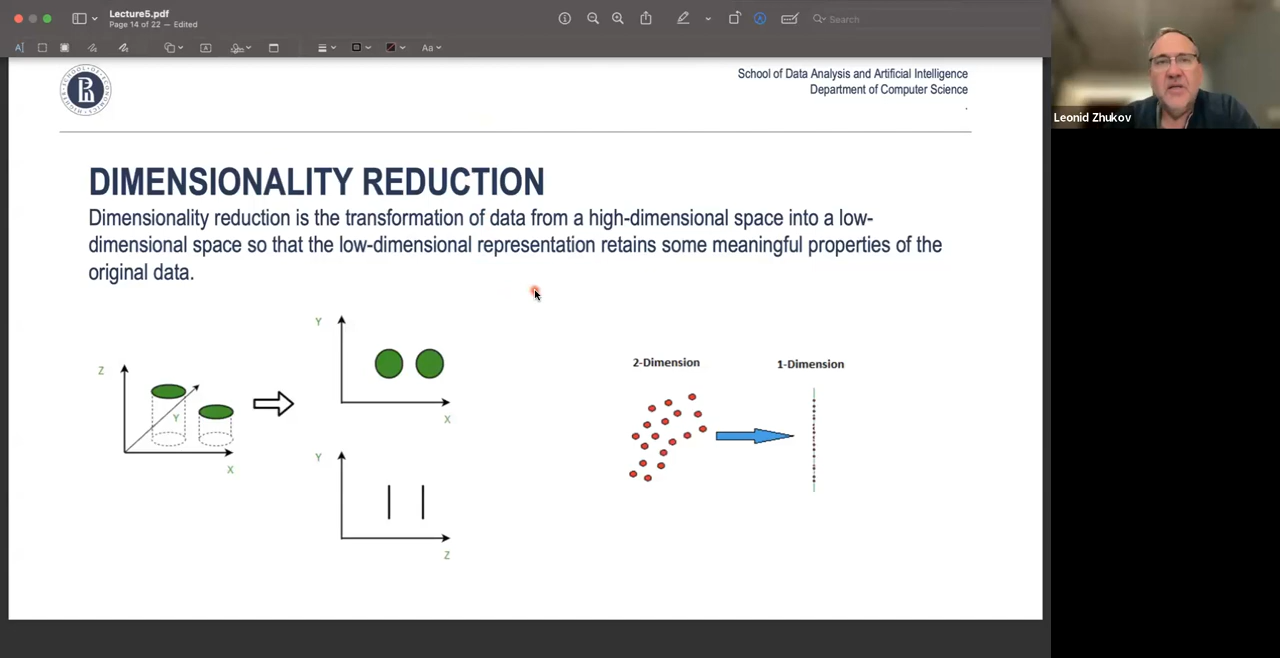 Lecture5.pdf
Page 14 of 22 — Edited
Search
A
Aa
School of Data Analysis and Artificial Intelligence
Department of Computer Science
.
Leonid Zhukov
DIMENSIONALITY REDUCTION
Dimensionality reduction is the transformation of data from a high-dimensional space into a low-
dimensional space so that the low-dimensional representation retains some meaningful properties of the
original data.
Y
X
Z
Y
X
Y
Z
2-Dimension
1-Dimension